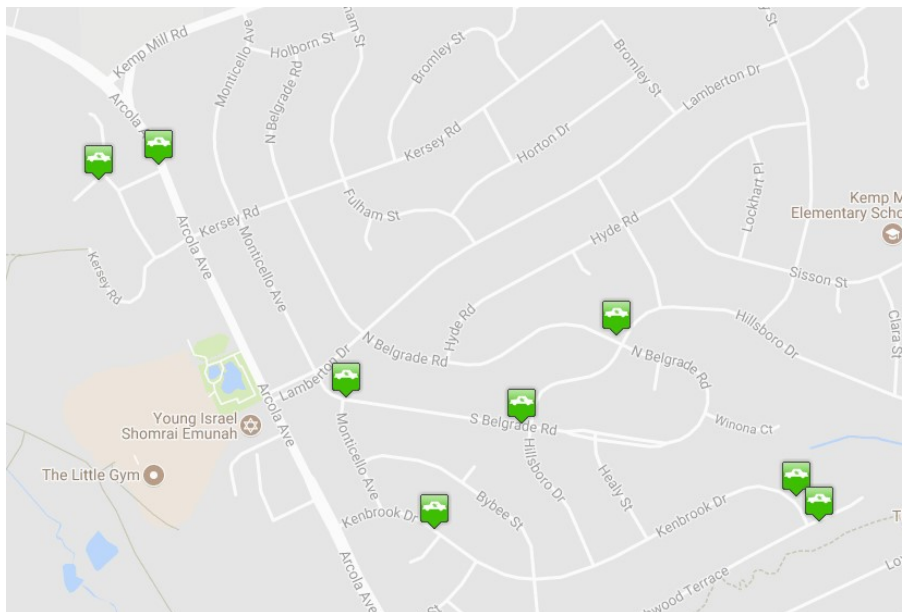 Kemp Mill Rd
Holborn St
Monticello Ave
N Belgrade Rd
Bromley St
Bromley St
Lamberton Dr
Arcola A
Kersey Rd
Horton Dr
Lockhart Pl
Kemp M
Elementary Scho
Fulham St
Kersey Rd
Arcola Ave
Monticello Ave
Hyde Rd
Kersey Rd
Sisson St
Hyde Rd
Hillsboro Dr
Clara St
N Belgrade Rd
N Belgrade Rd
Lamberton Dr
Arcola Ave
Young Israel
Shomrai Emunah
S Belgrade Rd
Winona Ct
Monticello Ave
Hillsboro Dr
Healy St
The Little Gym
Bybee St
Kenbrook Dr
Kenbrook Dr
Arcola Ave
wood Terrace